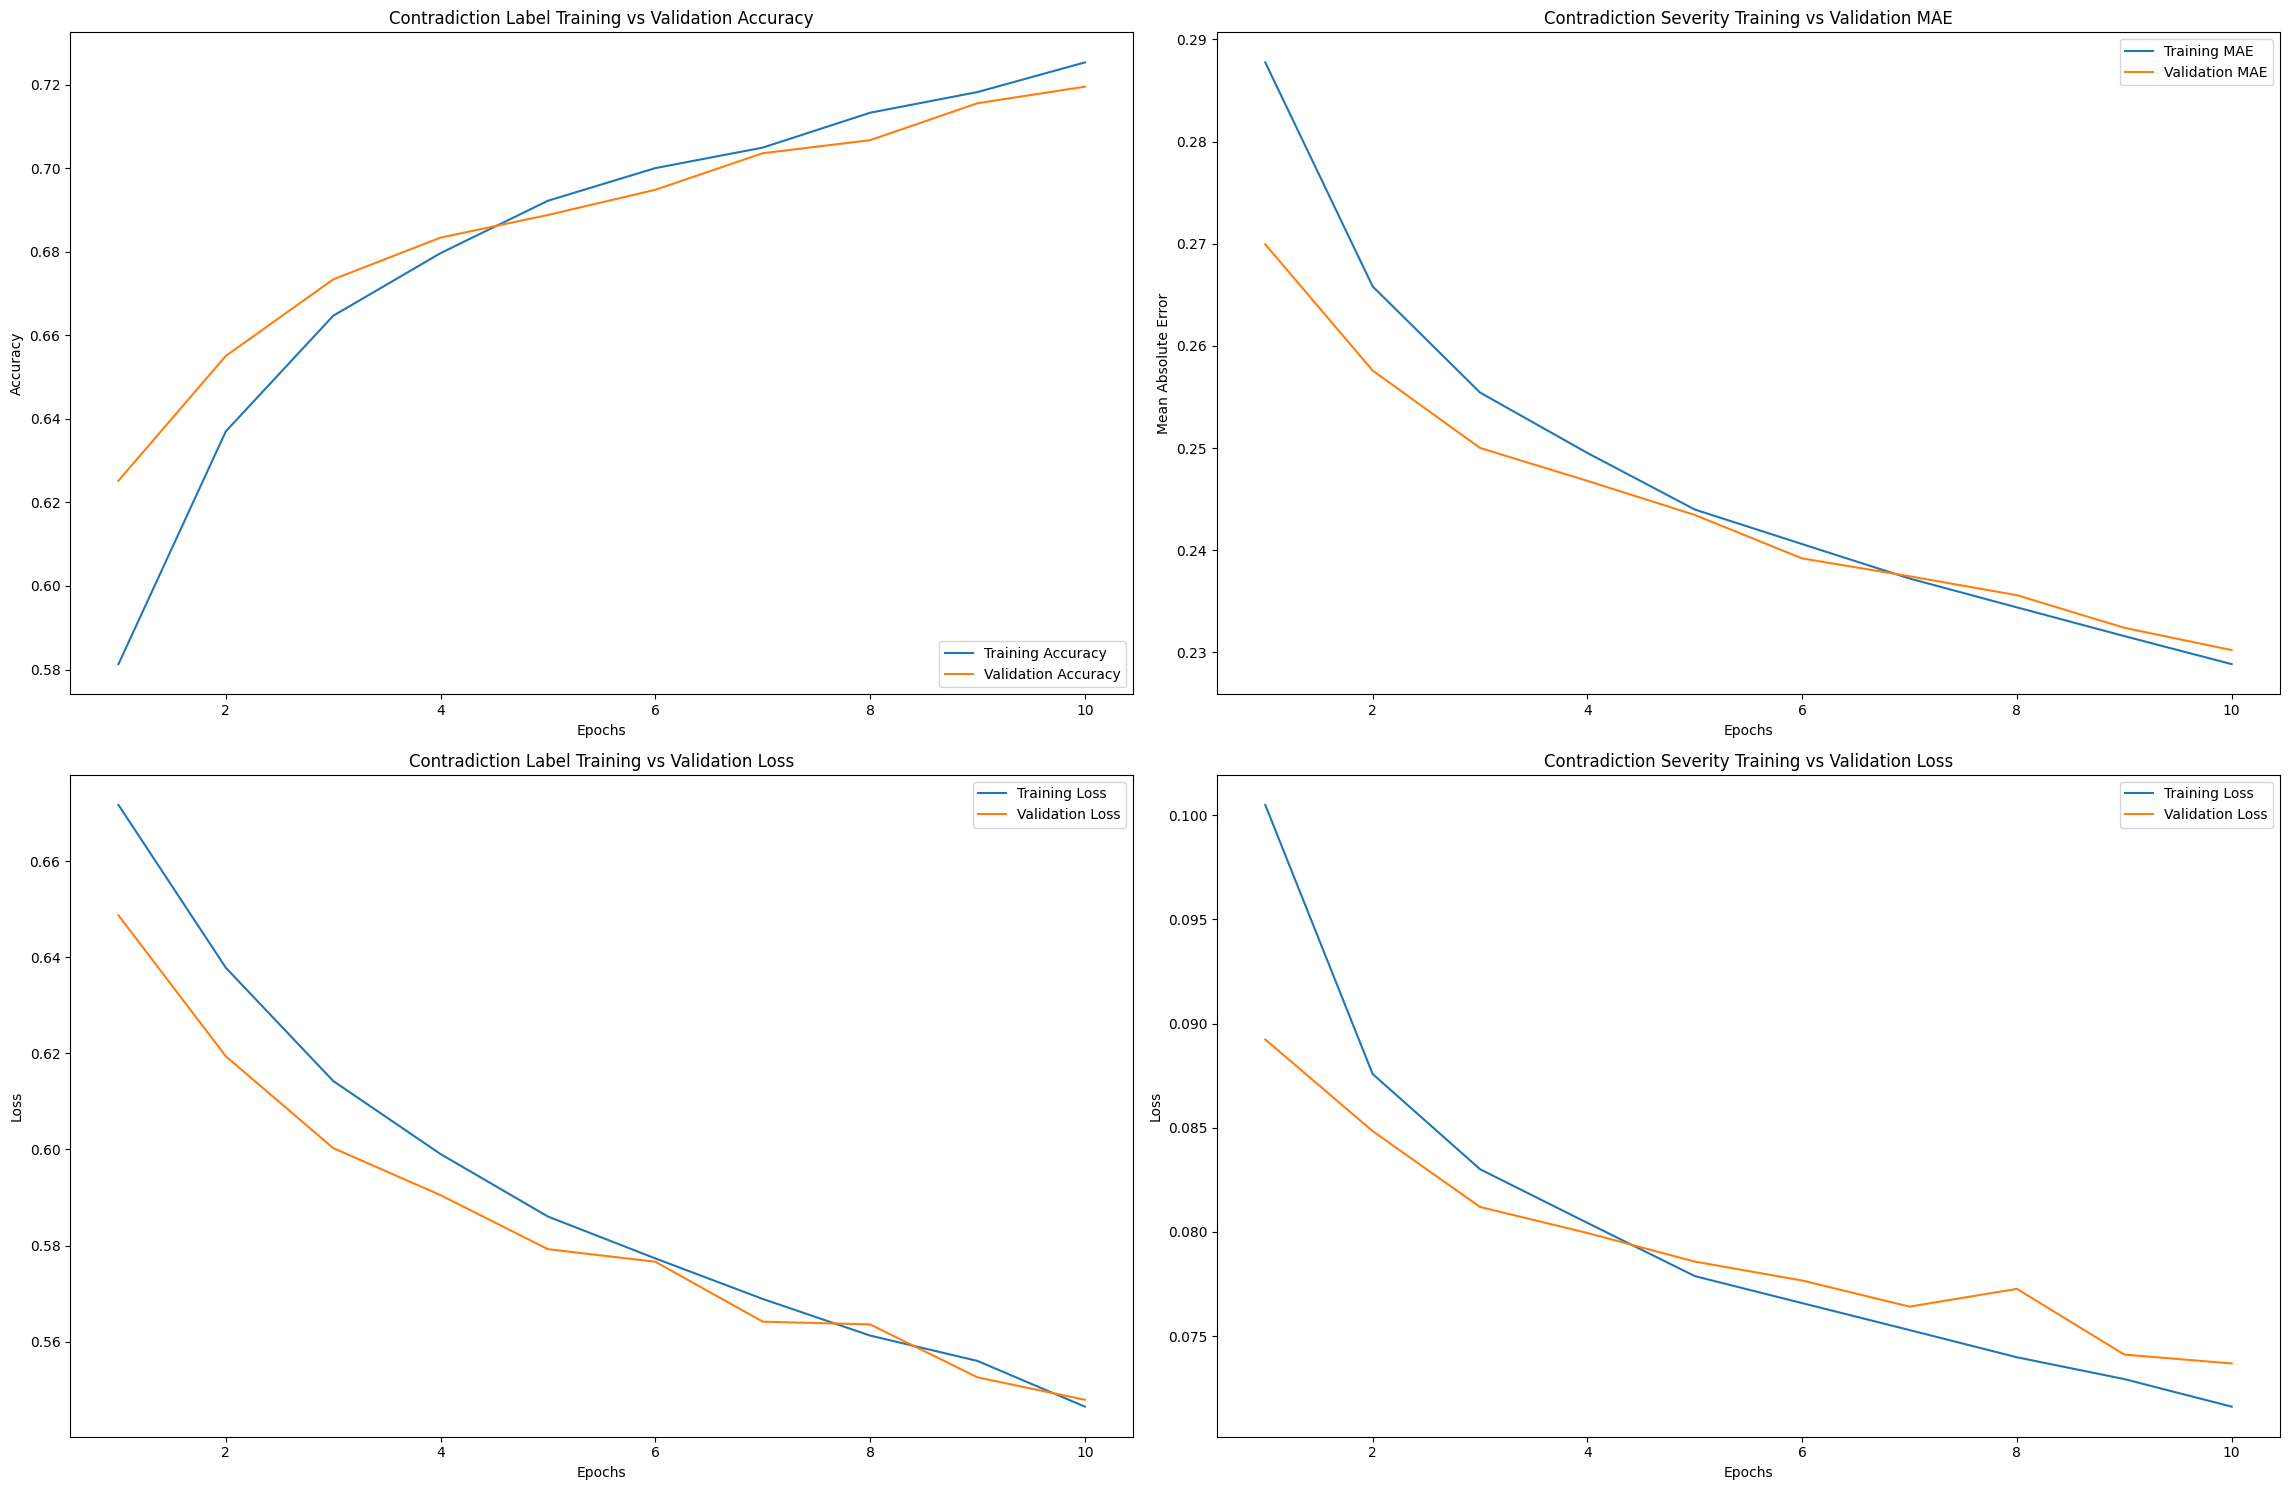 Contradiction Label Training vs Validation Accuracy
Accuracy
0.72
0.70
0.68
0.66
0.64
0.62
0.60
0.58
Training Accuracy
Validation Accuracy
2 4 6 8 10
Epochs
Contradiction Severity Training vs Validation MAE
Mean Absolute Error
0.29
0.28
0.27
0.26
0.25
0.24
0.23
Training MAE
Validation MAE
2 4 6 8 10
Epochs
Contradiction Label Training vs Validation Loss
Loss
0.66
0.64
0.62
0.60
0.58
0.56
Training Loss
Validation Loss
2 4 6 8 10
Epochs
Contradiction Severity Training vs Validation Loss
Loss
0.100
0.095
0.090
0.085
0.080
0.075
Training Loss
Validation Loss
2 4 6 8 10
Epochs